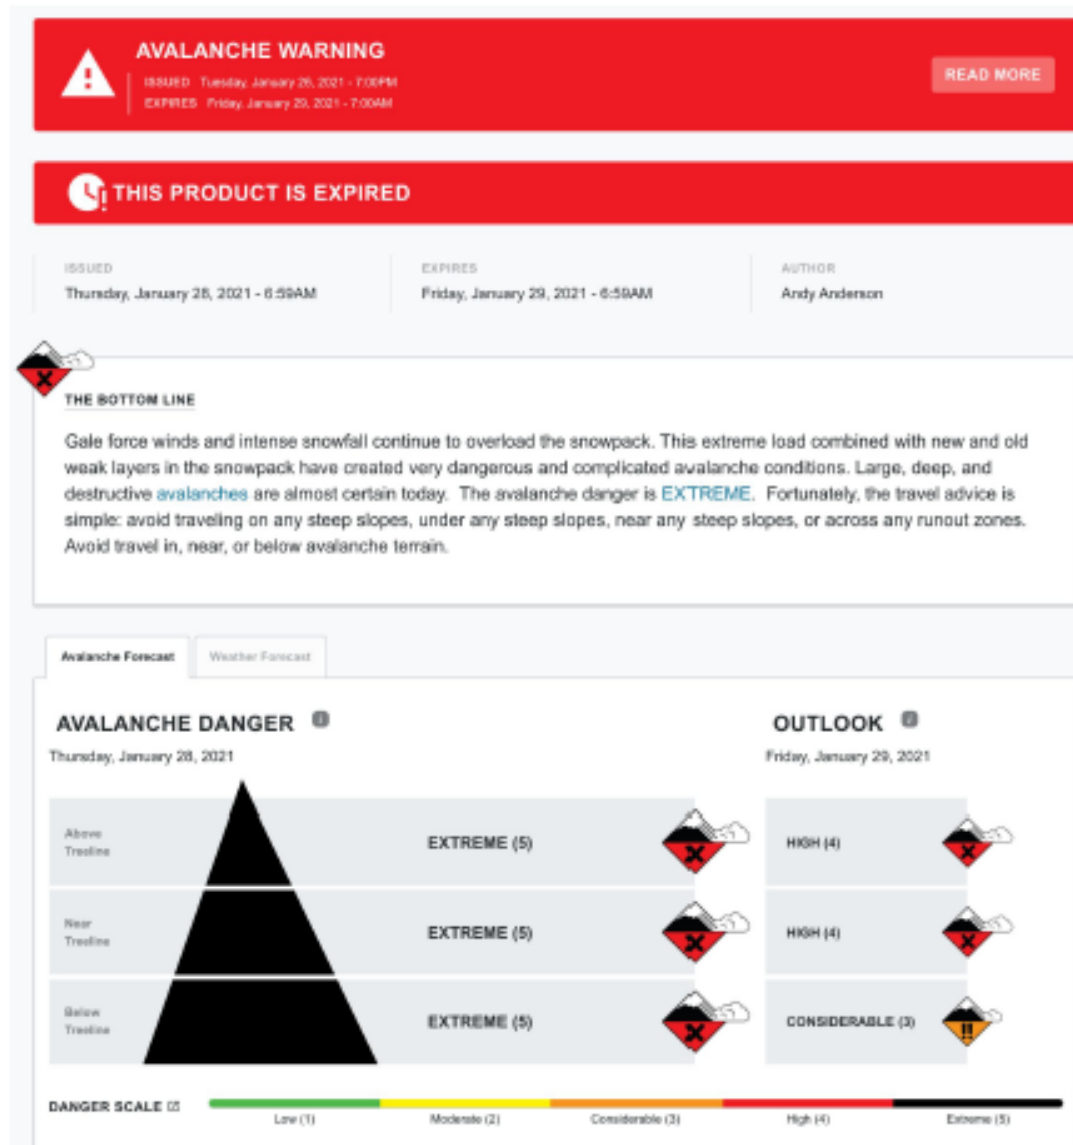 AVALANCHE WARNING
ISSUED Tuesday, January 26, 2021 - 7:00PM
EXPIRES Friday, January 29, 2021 - 7:00AM
READ MORE
THIS PRODUCT IS EXPIRED
ISSUED
Thursday, January 28, 2021 - 6:59AM
EXPIRES
Friday, January 29, 2021 - 6:59AM
AUTHOR
Andy Anderson
THE BOTTOM LINE
Gale force winds and intense snowfall continue to overload the snowpack. This extreme load combined with new and old
weak layers in the snowpack have created very dangerous and complicated avalanche conditions. Large, deep, and
destructive avalanches are almost certain today. The avalanche danger is EXTREME. Fortunately, the travel advice is
simple: avoid traveling on any steep slopes, under any steep slopes, near any steep slopes, or across any runout zones.
Avoid travel in, near, or below avalanche terrain.
Avalanche Forecast
Weather Forecast
AVALANCHE DANGER
Thursday, January 28, 2021
OUTLOOK
Friday, January 29, 2021
Above
Treeline
EXTREME (5)
HIGH (4)
Near
Treeline
EXTREME (5)
HIGH (4)
Below
Treeline
EXTREME (5)
CONSIDERABLE (3)
DANGER SCALE
Low (1)
Moderate (2)
Considerable (3)
High (4)
Extreme (5)